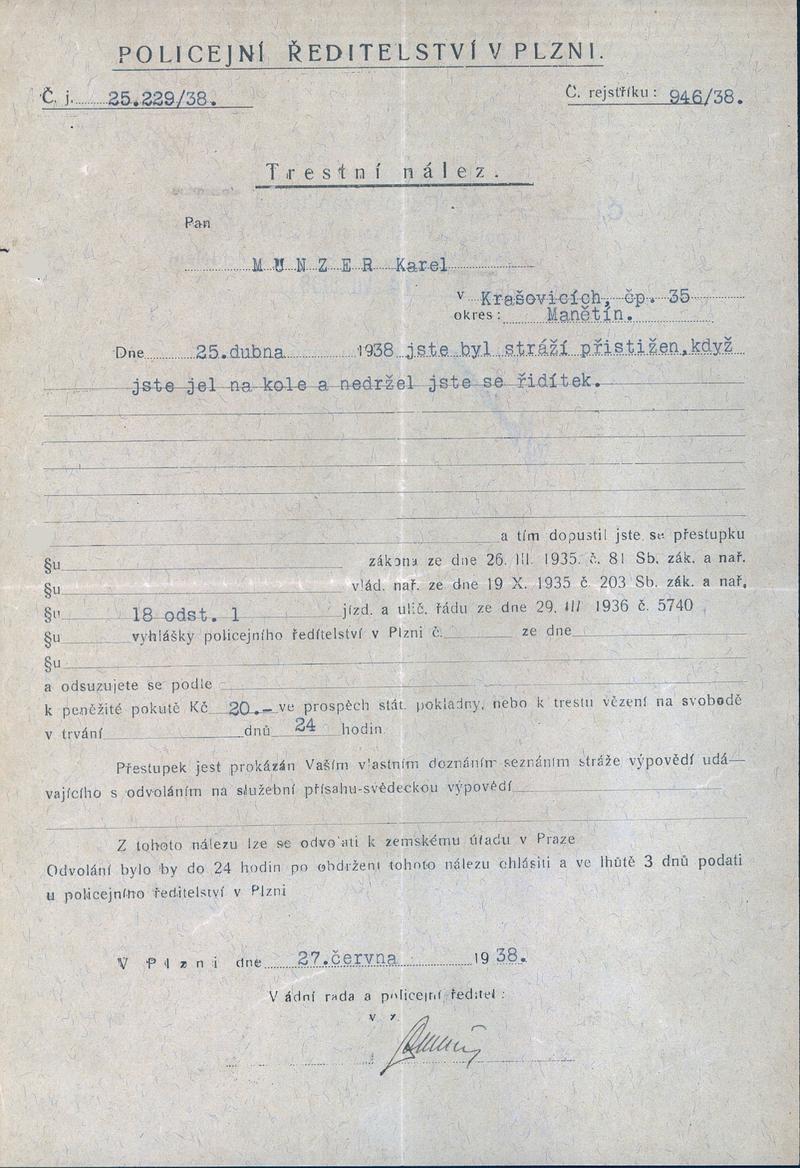 POLICEJNÍ ŘEDITELSTVÍ V PLZNI.
Č. j. 25.229/38.
Č. rejstříku: 946/38.
Trestní nález.
Pan
MUNZER Karel
v Krašovicích, čp. 35
okres: Manětín.
Dne 25.dubna 1938 jste byl stráží přistižen,když
jste jel na kole a nedržel jste se řidítek.
a tím dopustil jste se přestupku
§u zákona ze dne 26. III. 1935. č. 81 Sb. zák. a nař.
§u vlád. nař. ze dne 19 X. 1935 č 203 Sb. zák. a nař.
§u 18 odst. 1 jízd. a ulič. řádu ze dne 29. III 1936 č. 5740
§u vyhlášky policejního ředítelství v Plzni č. ze dne
§u
a odsuzujete se podle
k peněžité pokutě Kč 20.- ve prospěch stát. pokladny, nebo k trestu vězení na svobodě
v trvání dnů 24 hodin
Přestupek jest prokázán Vaším vlastním doznáním-seznáním stráže výpovědí udá—
vajícího s odvoláním na služební přísahu-svědeckou výpovědí
Z tohoto nálezu lze se odvolati k zemskému úřadu v Praze
Odvolání bylo by do 24 hodin po obdržení tohoto nálezu ohlásiti a ve lhůtě 3 dnů podati
u policejního ředitelství v Plzni
V Plzni dne 27.června 1938.
Vládní rada a policejní ředitel:
v z.